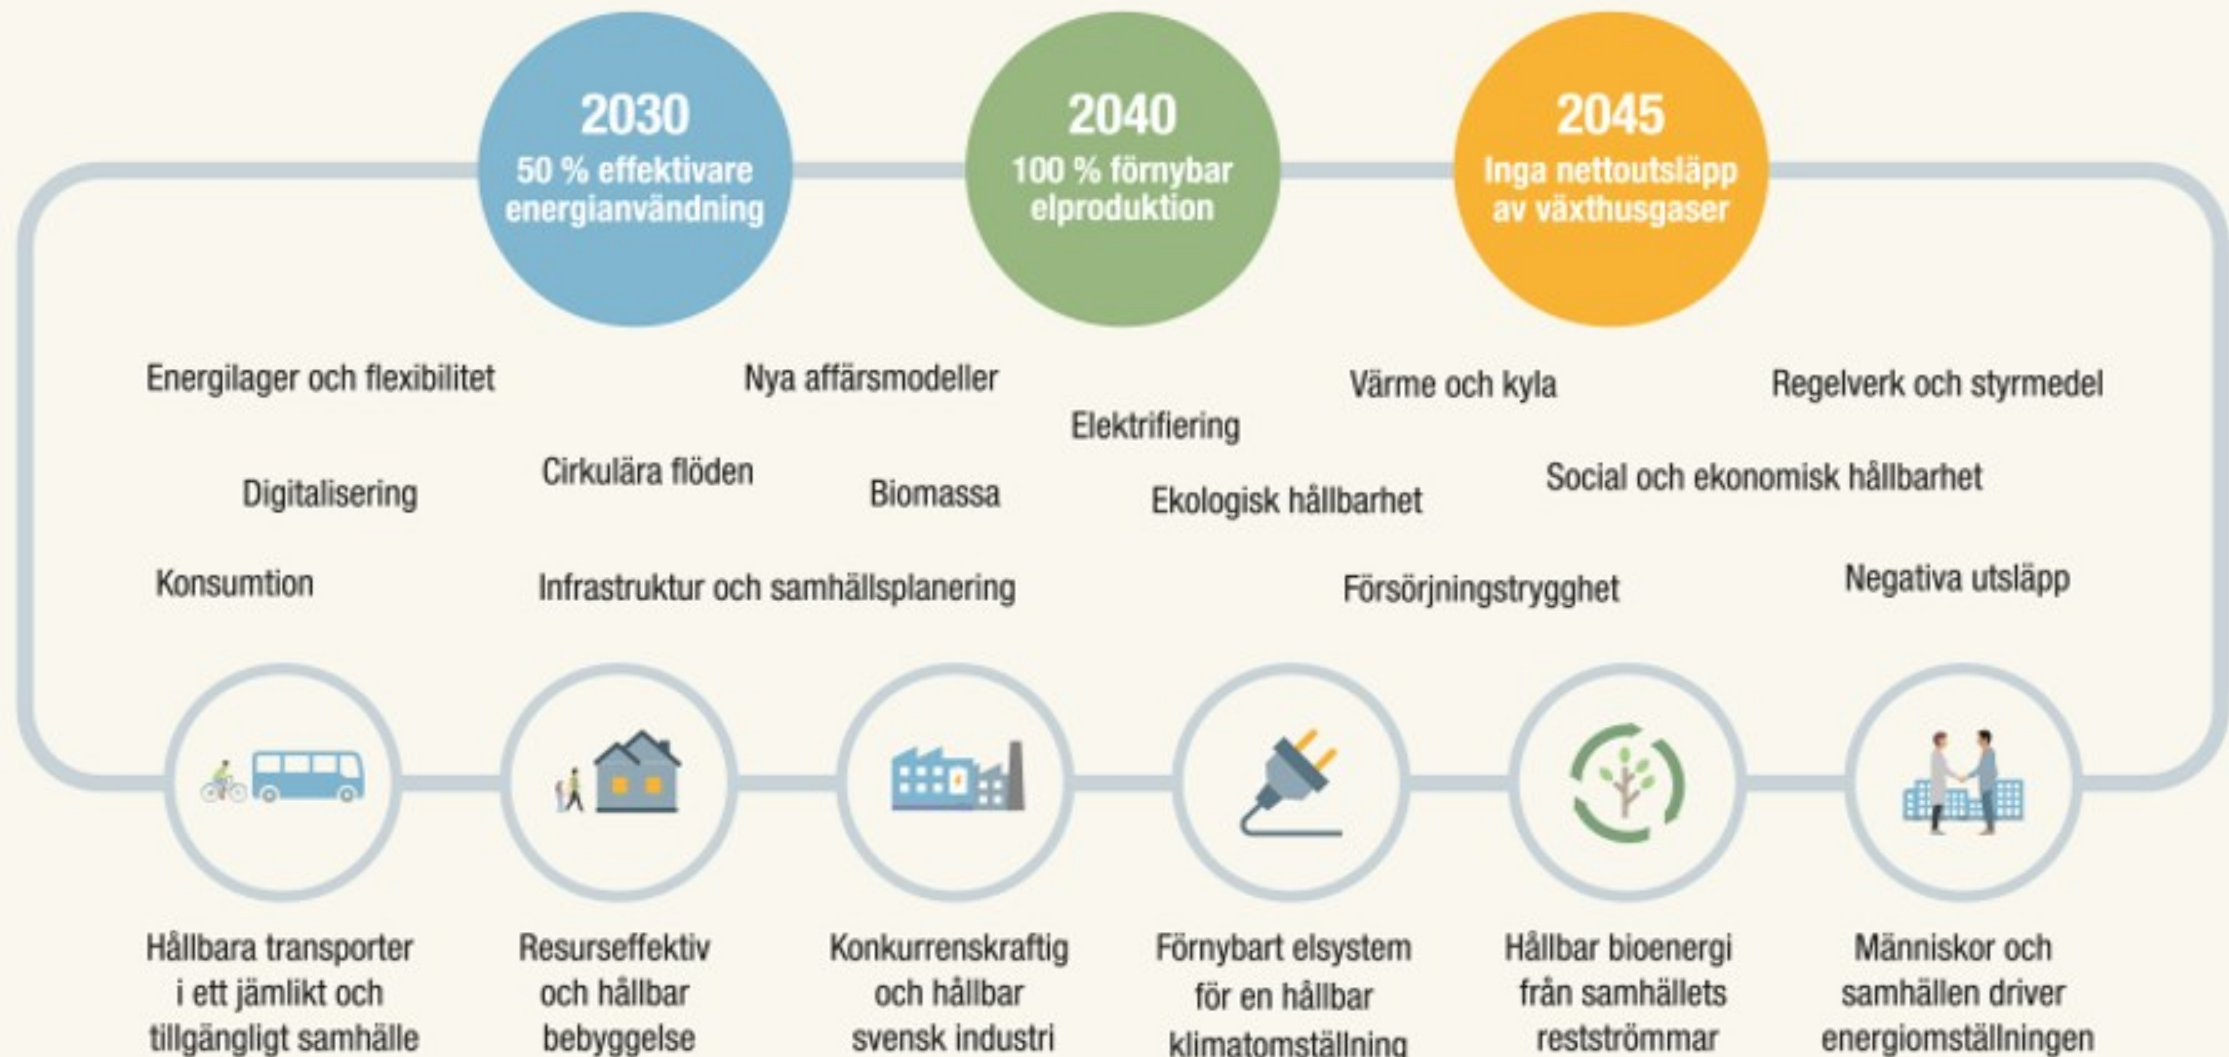 2030
50 % effektivare
energianvändning
2040
100 % förnybar
elproduktion
2045
Inga nettoutsläpp
av växthusgaser
Energilager och flexibilitet
Nya affärsmodeller
Värme och kyla
Regelverk och styrmedel
Elektrifiering
Cirkulära flöden
Social och ekonomisk hållbarhet
Digitalisering
Biomassa
Ekologisk hållbarhet
Konsumtion
Infrastruktur och samhällsplanering
Försörjningstrygghet
Negativa utsläpp
Hållbara transporter
i ett jämlikt och
tillgängligt samhälle
Resurseffektiv
och hållbar
bebyggelse
Konkurrenskraftig
och hållbar
svensk industri
Förnybart elsystem
för en hållbar
klimatomställning
Hållbar bioenergi
från samhällets
restströmmar
Människor och
samhällen driver
energiomställningen